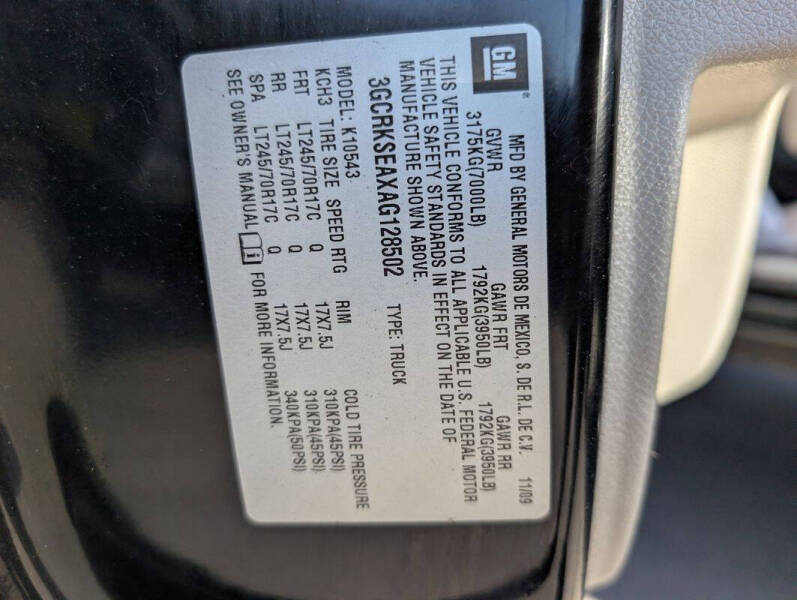 GM
MFD BY GENERAL MOTORS DE MEXICO, S. DE R.L. DE C.V. 11/09
GVWR GAWR FRT GAWR RR
3175KG(7000LB) 1792KG(3950LB) 1792KG(3950LB)
THIS VEHICLE CONFORMS TO ALL APPLICABLE U.S. FEDERAL MOTOR
VEHICLE SAFETY STANDARDS IN EFFECT ON THE DATE OF
MANUFACTURE SHOWN ABOVE.
3GCRKSEAXAG128502 TYPE: TRUCK
MODEL: K10543
KCH3 TIRE SIZE SPEED RTG RIM COLD TIRE PRESSURE
FRT LT245/70R17C Q 17X7.5J 310KPA(45PSI)
RR LT245/70R17C Q 17X7.5J 310KPA(45PSI)
SPA LT245/70R17C Q 17X7.5J 340KPA(50PSI)
SEE OWNER'S MANUAL i FOR MORE INFORMATION.